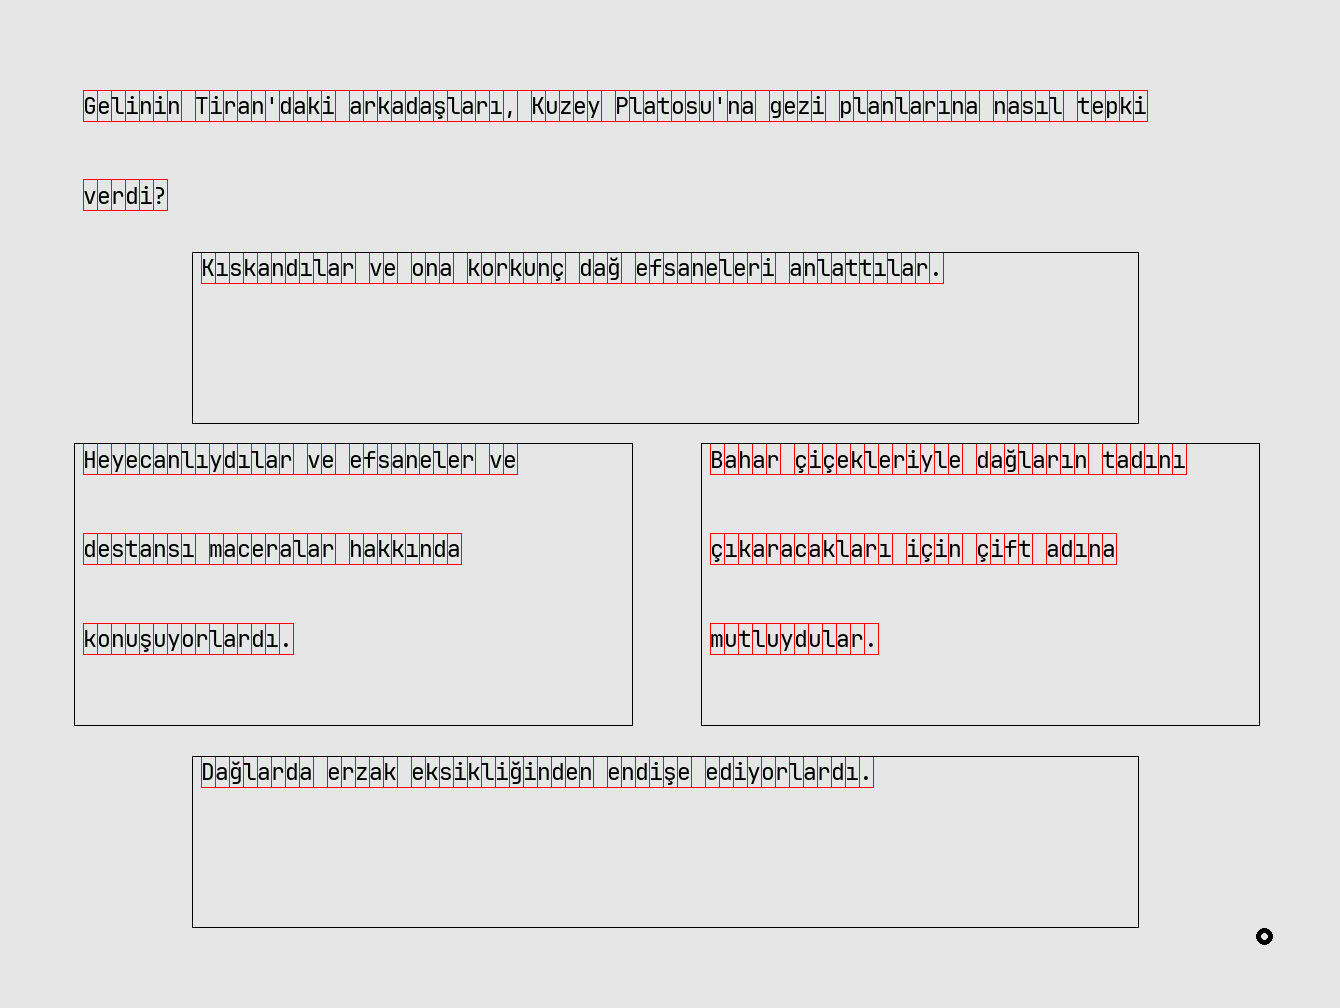 Gelinin Tiran'daki arkadaşları, Kuzey Platosu'na gezi planlarına nasıl tepki
verdi?
Kıskandılar ve ona korkunç dağ efsaneleri anlattılar.
Heyecanlıydılar ve efsaneler ve
destansı maceralar hakkında
konuşuyorlardı.
Bahar çiçekleriyle dağların tadını
çıkaracakları için çift adına
mutluydular.
Dağlarda erzak eksikliğinden endişe ediyorlardı.